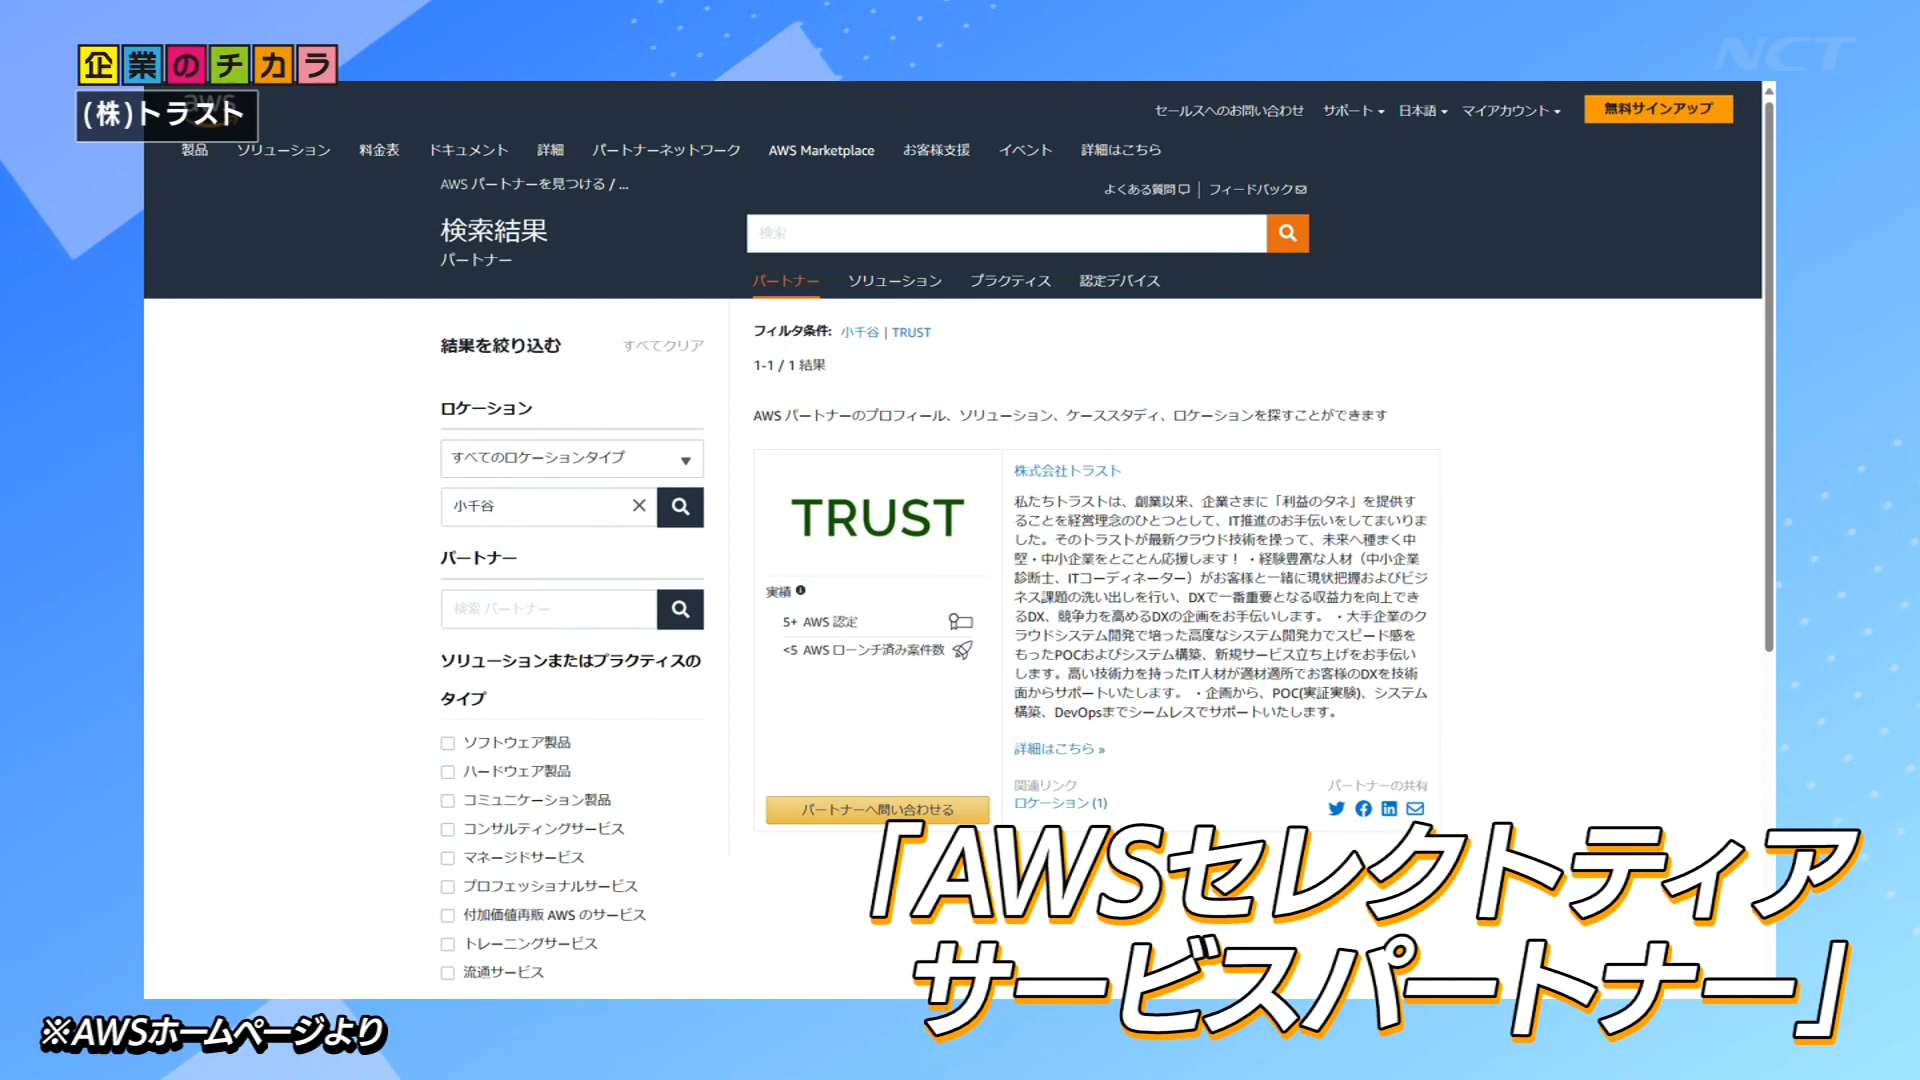 企業のチカラ
NCT
(株)トラスト
aws
セールスへのお問い合わせ サポート 日本語 マイアカウント 無料サインアップ
製品 ソリューション 料金表 ドキュメント 詳細 パートナーネットワーク AWS Marketplace お客様支援 イベント 詳細はこちら
AWS パートナーを見つける / ...
よくある質問 | フィードバック
検索結果
パートナー
検索
パートナー ソリューション プラクティス 認定デバイス
結果を絞り込む すべてクリア
ロケーション
すべてのロケーションタイプ
小千谷
パートナー
検索 パートナー
ソリューションまたはプラクティスの
タイプ
ソフトウェア製品
ハードウェア製品
コミュニケーション製品
コンサルティングサービス
マネージドサービス
プロフェッショナルサービス
付加価値再販 AWS のサービス
トレーニングサービス
流通サービス
フィルタ条件: 小千谷 | TRUST
1-1 / 1 結果
AWS パートナーのプロフィール、ソリューション、ケーススタディ、ロケーションを探すことができます
TRUST
実績
5+ AWS 認定
<5 AWS ローンチ済み案件数
パートナーへ問い合わせる
株式会社トラスト
私たちトラストは、創業以来、企業さまに「利益のタネ」を提供す
ることを経営理念のひとつとして、IT推進のお手伝いをしてまいりま
した。そのトラストが最新クラウド技術を操って、未来へ種まく中
堅・中小企業をとことん応援します！ ・経験豊富な人材（中小企業
診断士、ITコーディネーター）がお客様と一緒に現状把握およびビジ
ネス課題の洗い出しを行い、DXで一番重要となる収益力を向上でき
るDX、競争力を高めるDXの企画をお手伝いします。 ・大手企業のク
ラウドシステム開発で培った高度なシステム開発力でスピード感を
もったPOCおよびシステム構築、新規サービス立ち上げをお手伝い
します。高い技術力を持ったIT人材が適材適所でお客様のDXを技術
面からサポートいたします。 ・企画から、POC(実証実験)、システム
構築、DevOpsまでシームレスでサポートいたします。
詳細はこちら »
関連リンク
ロケーション (1)
パートナーの共有
「AWSセレクトティア
サービスパートナー」
※AWSホームページより